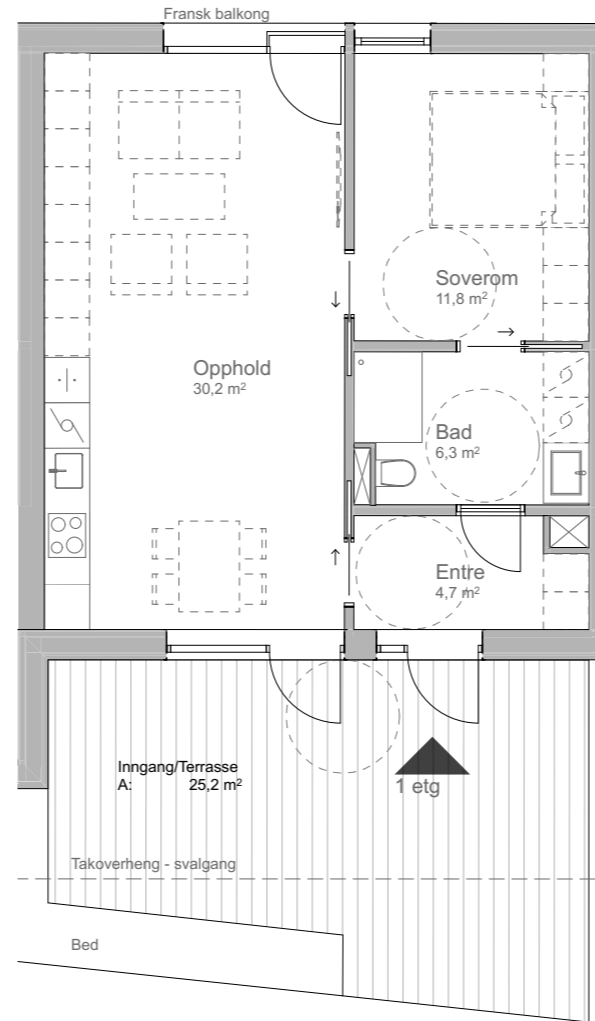 Fransk balkong
Soverom
11,8 m²
Opphold
30,2 m²
Bad
6,3 m²
Entre
4,7 m²
Inngang/Terrasse
A: 25,2 m²
1 etg
Takoverheng - svalgang
Bed